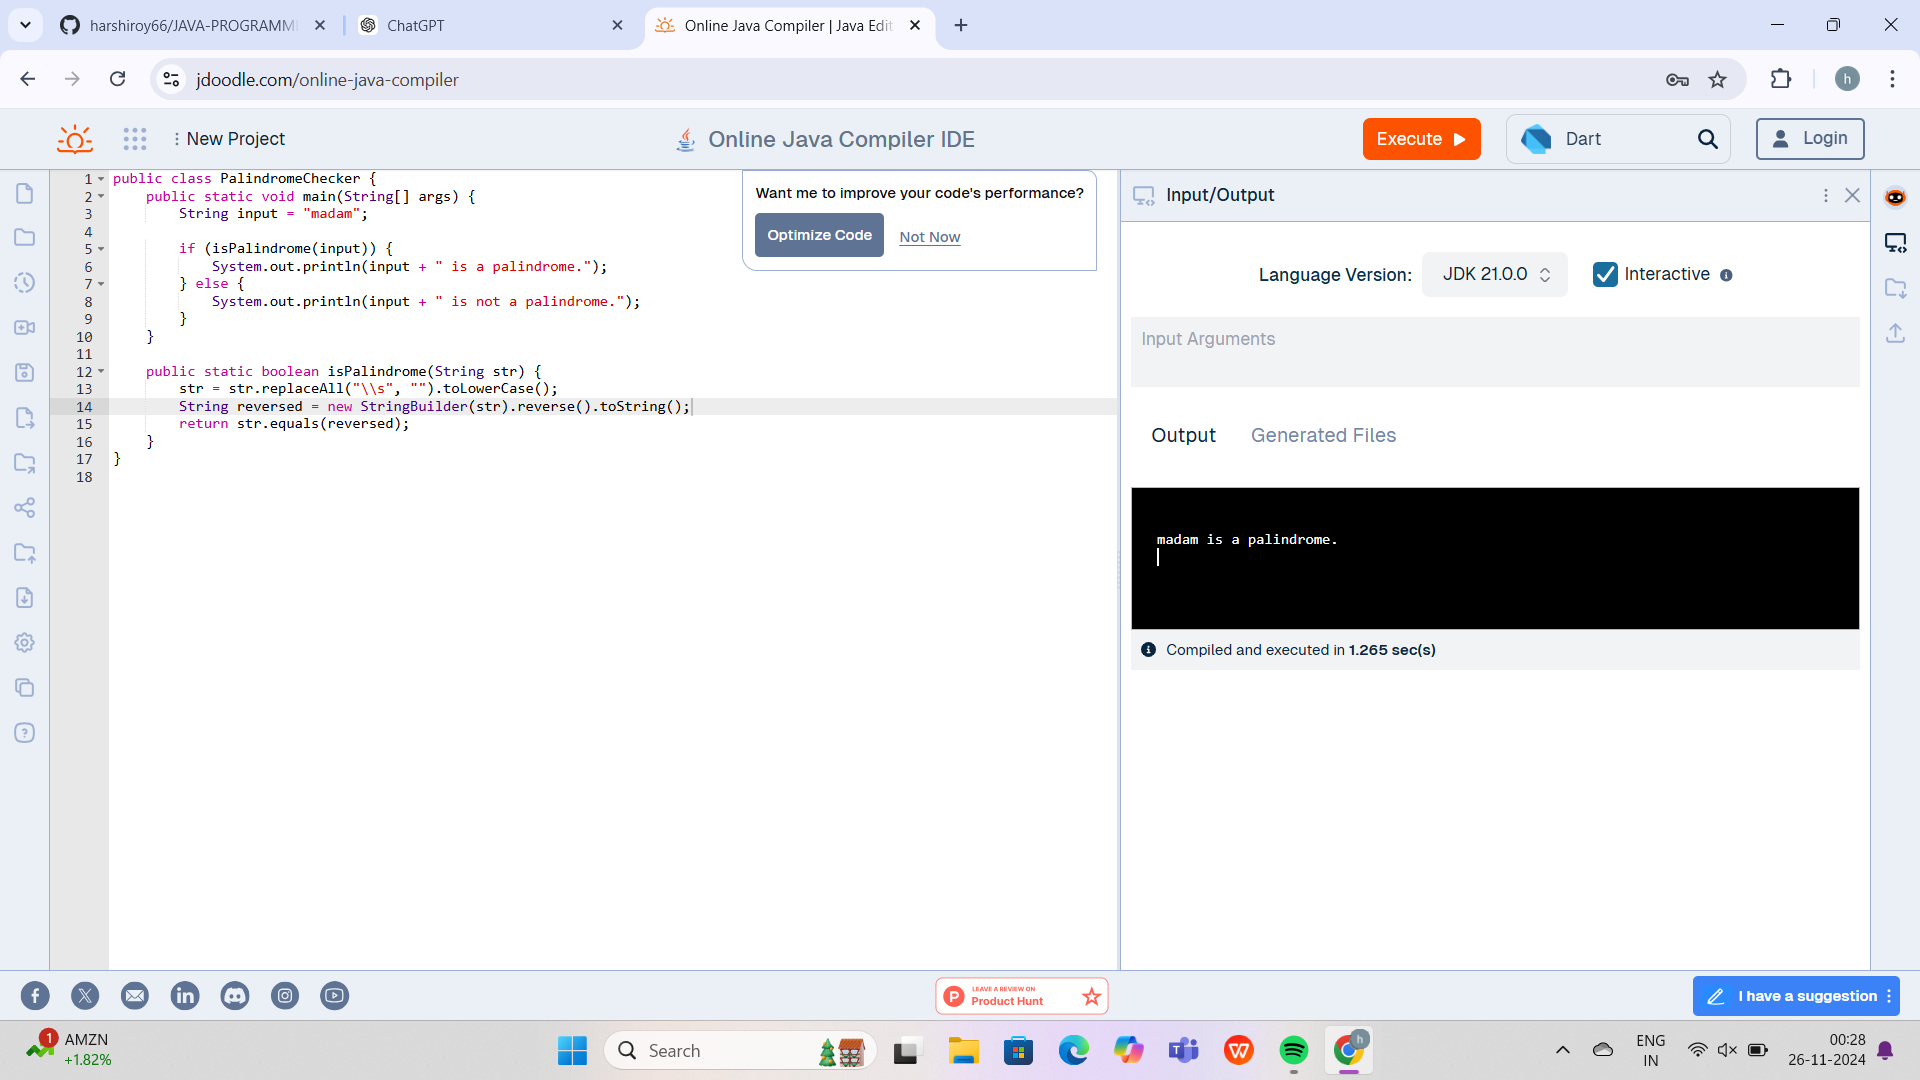 harshiroy66/JAVA-PROGRAMMI
ChatGPT
Online Java Compiler | Java Edit
jdoodle.com/online-java-compiler
h
New Project
Online Java Compiler IDE
Execute
Dart
Login
1 public class PalindromeChecker {
2 public static void main(String[] args) {
3 String input = "madam";
4
5 if (isPalindrome(input)) {
6 System.out.println(input + " is a palindrome.");
7 } else {
8 System.out.println(input + " is not a palindrome.");
9 }
10 }
11
12 public static boolean isPalindrome(String str) {
13 str = str.replaceAll("\\s", "").toLowerCase();
14 String reversed = new StringBuilder(str).reverse().toString();
15 return str.equals(reversed);
16 }
17 }
18
Want me to improve your code's performance?
Optimize Code
Not Now
Input/Output
Language Version:
JDK 21.0.0
Interactive
Input Arguments
Output
Generated Files
madam is a palindrome.
Compiled and executed in 1.265 sec(s)
LEAVE A REVIEW ON
Product Hunt
I have a suggestion
1
AMZN
+1.82%
Search
h
ENG
IN
00:28
26-11-2024